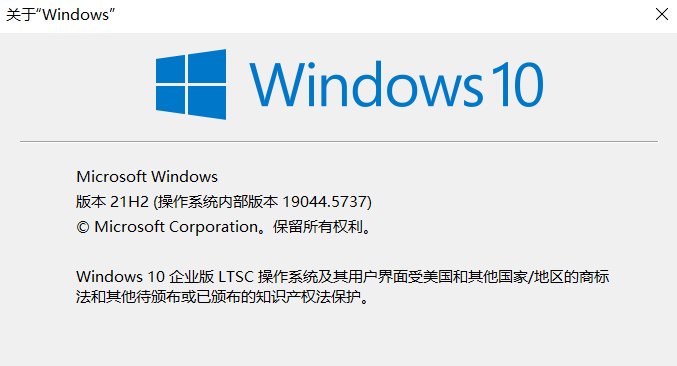 关于“Windows”
Windows 10
Microsoft Windows
版本 21H2 (操作系统内部版本 19044.5737)
© Microsoft Corporation。保留所有权利。
Windows 10 企业版 LTSC 操作系统及其用户界面受美国和其他国家/地区的商标
法和其他待颁布或已颁布的知识产权法保护。